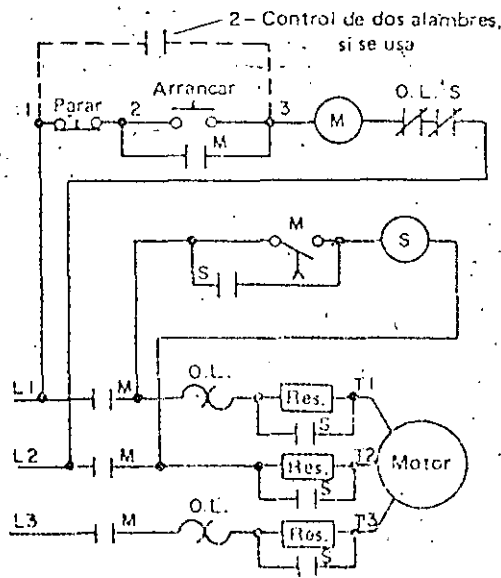 2- Control de dos alambres,
si se usa
1 Parar 2 Arrancar 3 M O.L.'S
M
M S
S
L1 M O.L. Res. T1
S
L2 M Res. T2 Motor
S
L3 M O.L. Res. T3
S